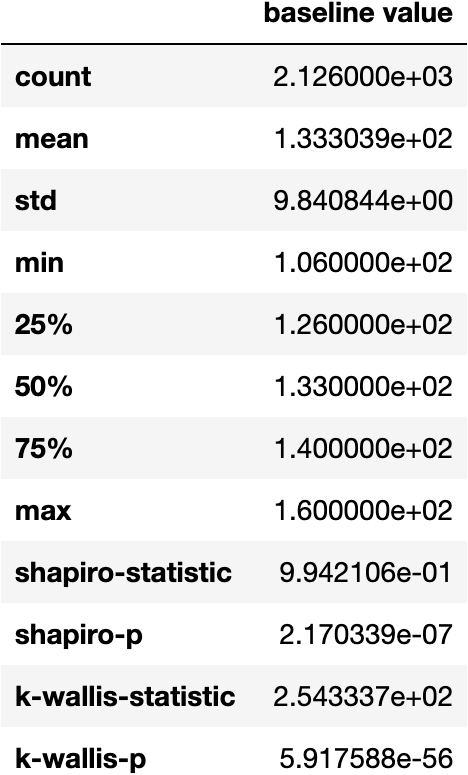 baseline value
count 2.126000e+03
mean 1.333039e+02
std 9.840844e+00
min 1.060000e+02
25% 1.260000e+02
50% 1.330000e+02
75% 1.400000e+02
max 1.600000e+02
shapiro-statistic 9.942106e-01
shapiro-p 2.170339e-07
k-wallis-statistic 2.543337e+02
k-wallis-p 5.917588e-56